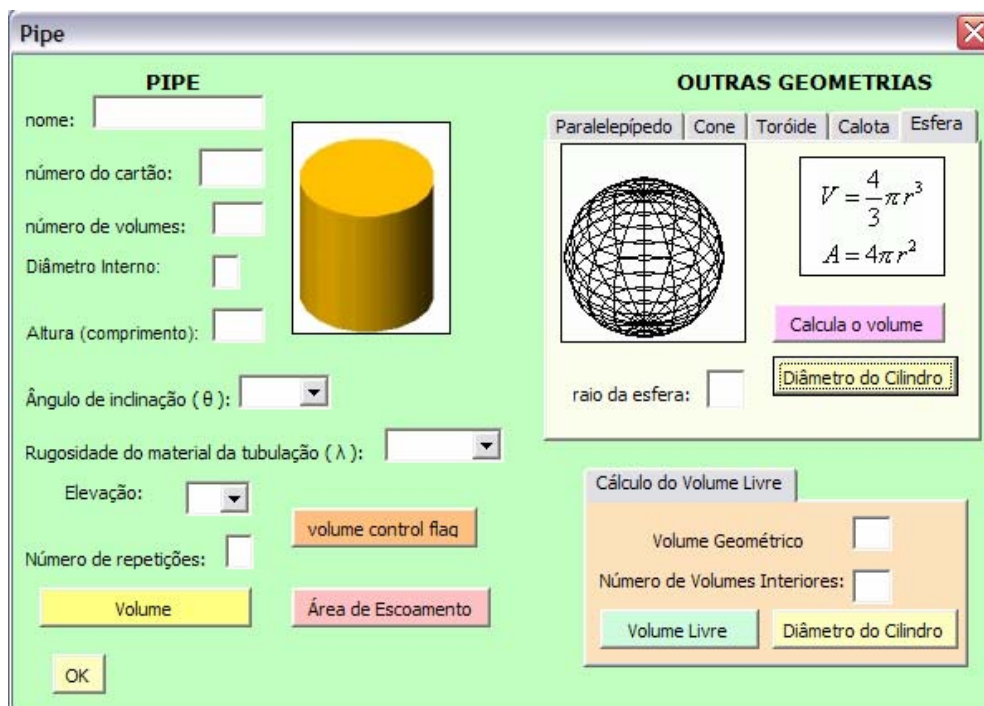 Pipe
PIPE
nome:
número do cartão:
número de volumes:
Diâmetro Interno:
Altura (comprimento):
Ângulo de inclinação ( θ ):
Rugosidade do material da tubulação ( λ ):
Elevação:
volume control flag
Número de repetições:
Volume
Área de Escoamento
OK
OUTRAS GEOMETRIAS
Paralelepípedo Cone Toróide Calota Esfera
V = 4/3 π r³
A = 4π r²
Calcula o volume
Diâmetro do Cilindro
raio da esfera:
Cálculo do Volume Livre
Volume Geométrico
Número de Volumes Interiores:
Volume Livre Diâmetro do Cilindro